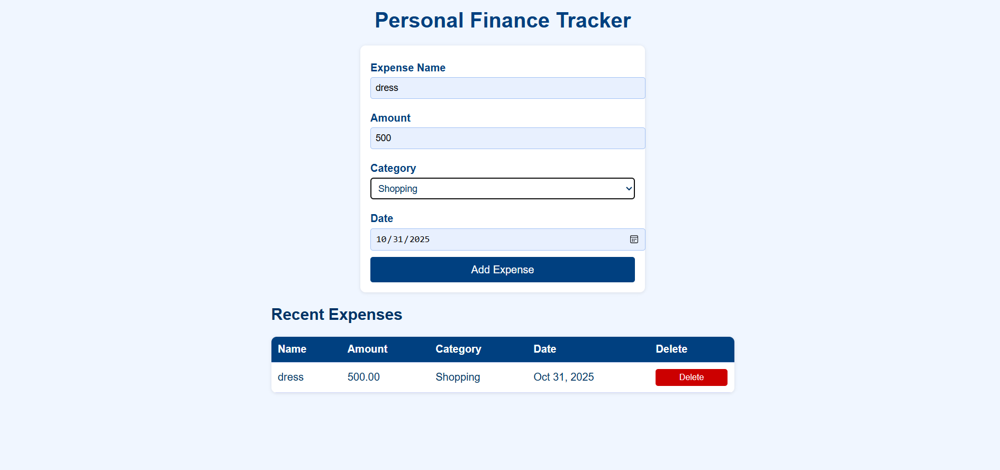 Personal Finance Tracker
Expense Name
dress
Amount
500
Category
Shopping
Date
10/31/2025
Add Expense
Recent Expenses
Name Amount Category Date Delete
dress 500.00 Shopping Oct 31, 2025 Delete